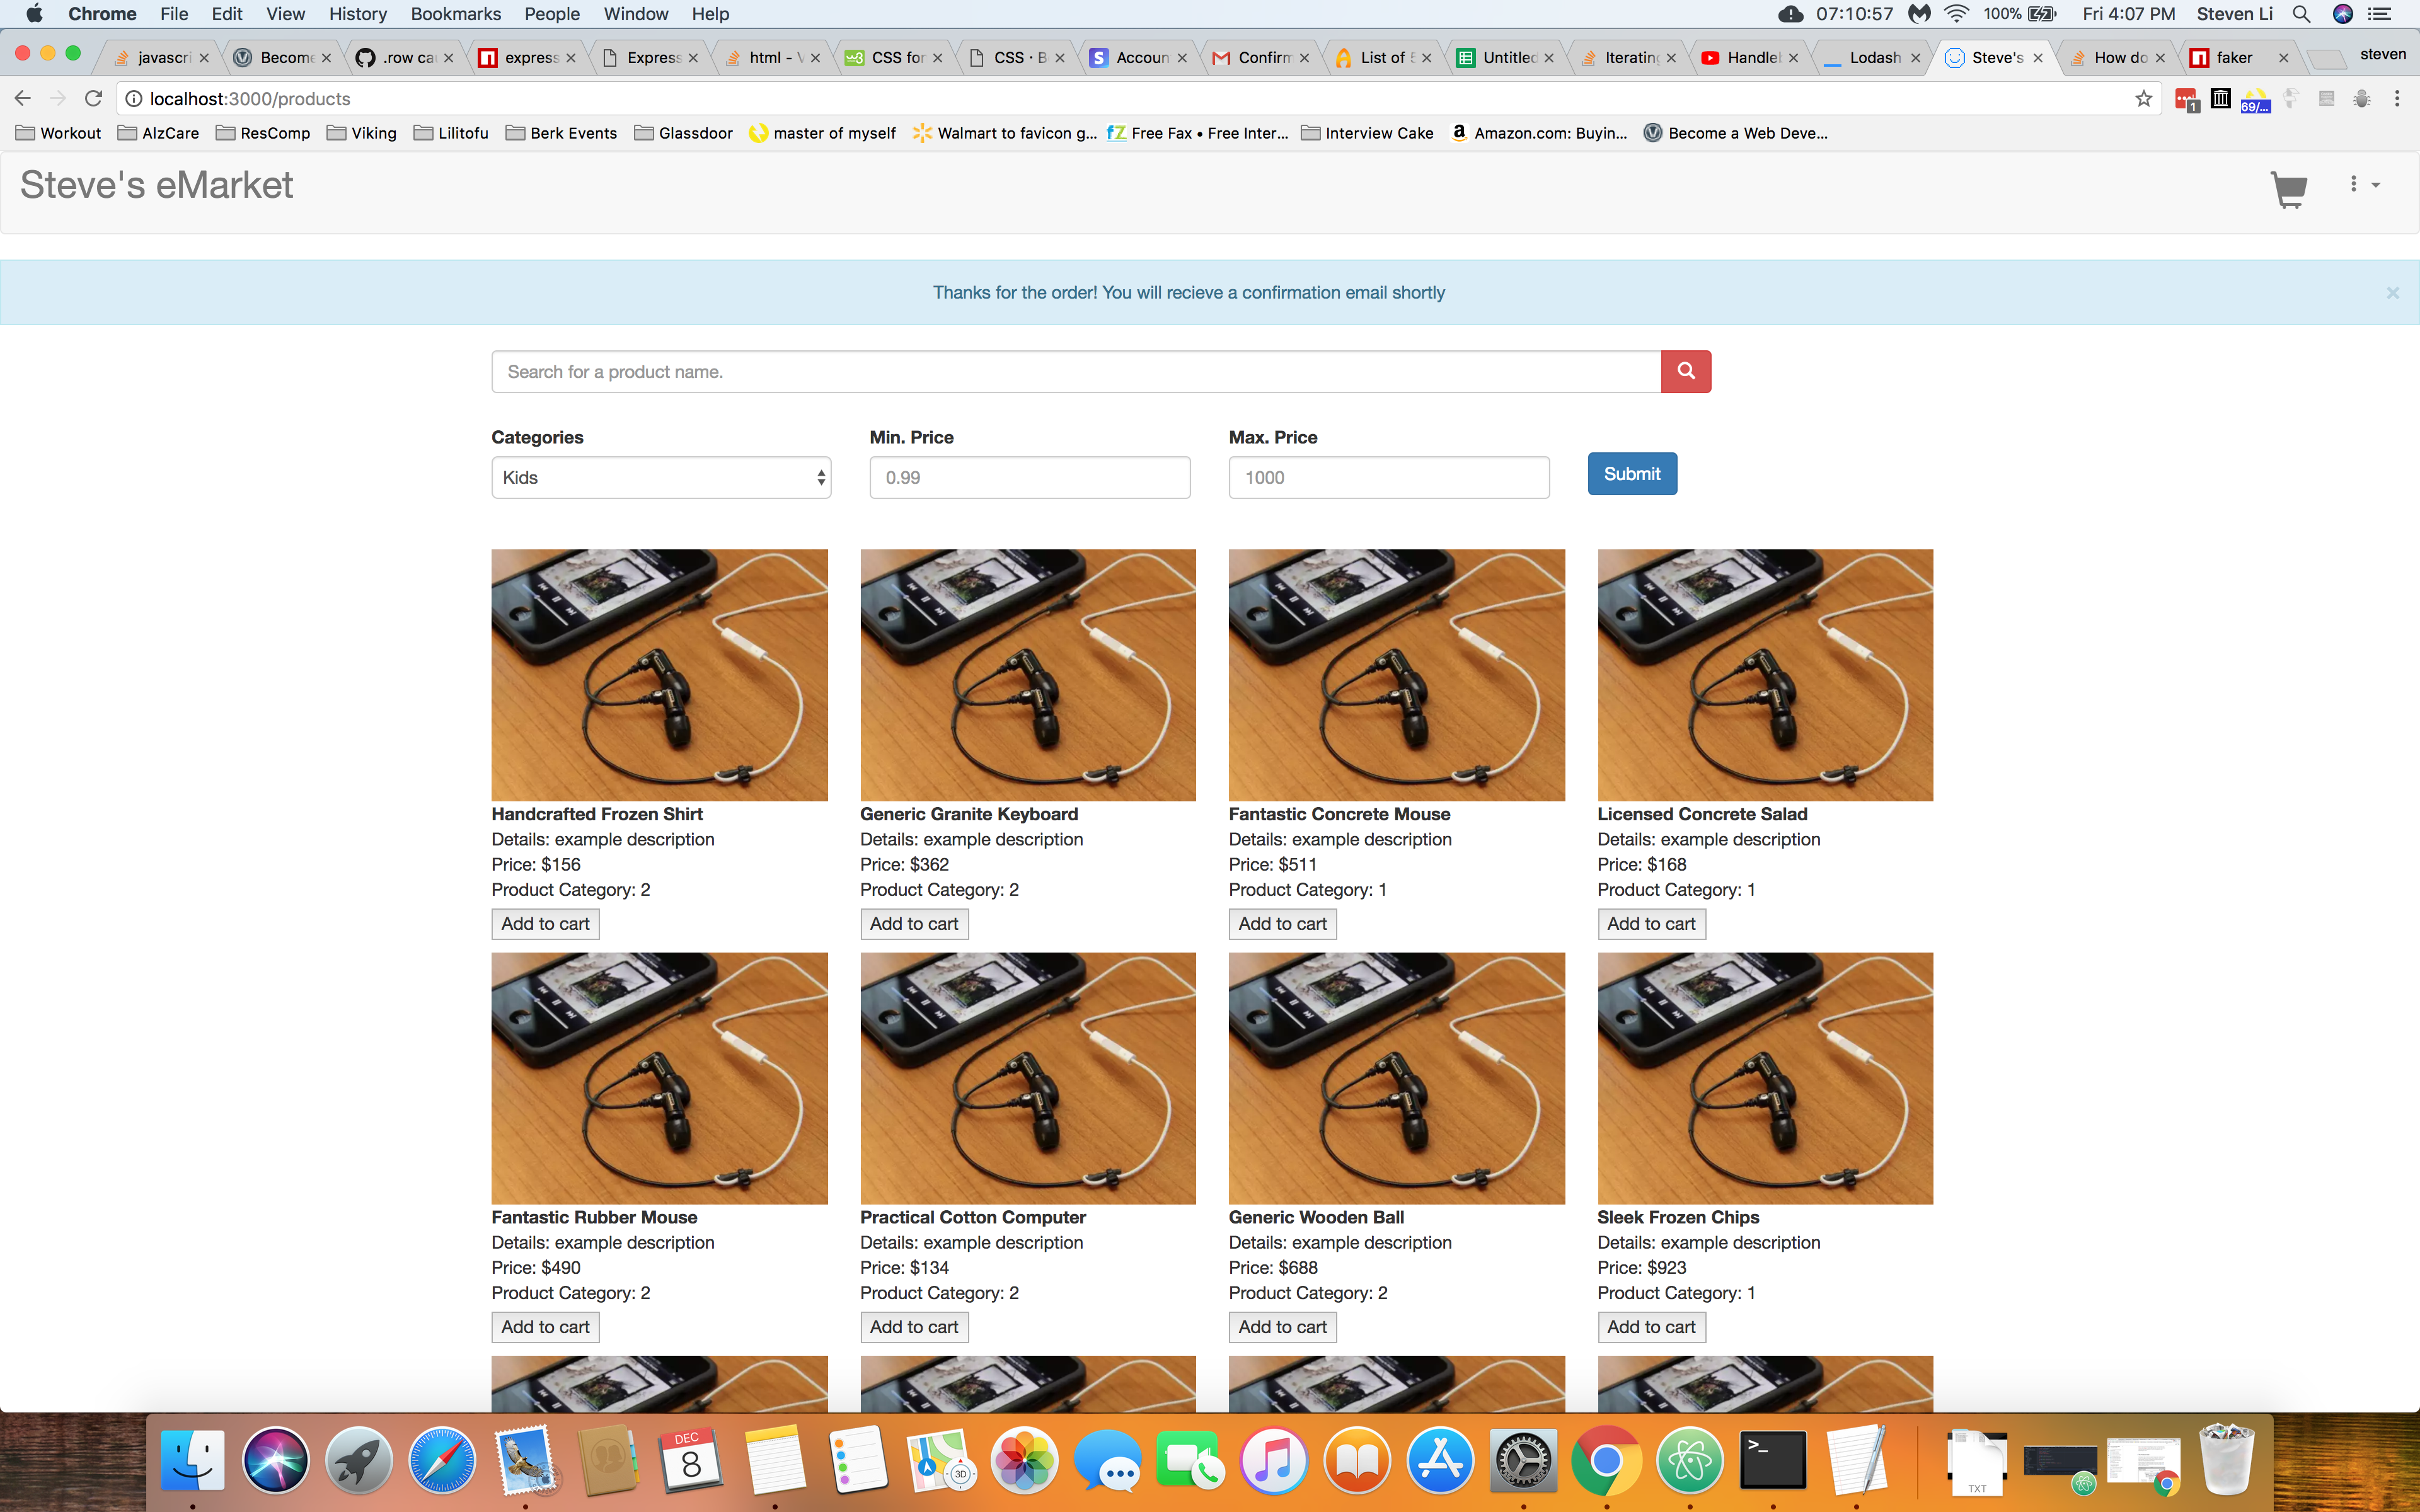 Chrome File Edit View History Bookmarks People Window Help 07:10:57 100% Fri 4:07 PM Steven Li
javascri Become .row ca express Express html - V CSS for CSS · B Accoun Confirm List of Untitled Iterating Handle Lodash Steve's How do faker steven
localhost:3000/products 1 69/...
Workout AlzCare ResComp Viking Lilitofu Berk Events Glassdoor master of myself Walmart to favicon g... Free Fax • Free Inter... Interview Cake Amazon.com: Buyin... Become a Web Deve...
Steve's eMarket
Thanks for the order! You will recieve a confirmation email shortly
×
Search for a product name.
Categories Min. Price Max. Price
Kids 0.99 1000 Submit
Handcrafted Frozen Shirt Generic Granite Keyboard Fantastic Concrete Mouse Licensed Concrete Salad
Details: example description Details: example description Details: example description Details: example description
Price: $156 Price: $362 Price: $511 Price: $168
Product Category: 2 Product Category: 2 Product Category: 1 Product Category: 1
Add to cart Add to cart Add to cart Add to cart
Fantastic Rubber Mouse Practical Cotton Computer Generic Wooden Ball Sleek Frozen Chips
Details: example description Details: example description Details: example description Details: example description
Price: $490 Price: $134 Price: $688 Price: $923
Product Category: 2 Product Category: 2 Product Category: 2 Product Category: 1
Add to cart Add to cart Add to cart Add to cart
DEC
8
3D
>_
TXT